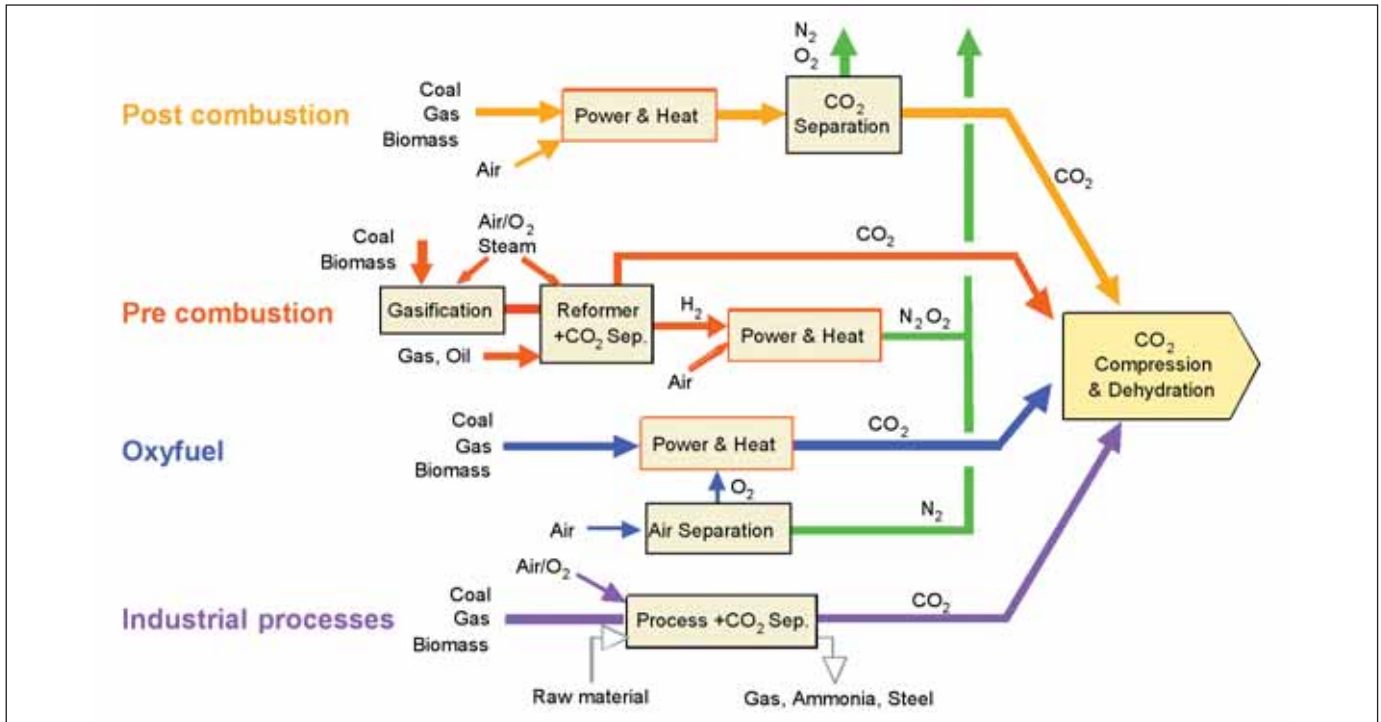 N₂
O₂
Coal
Gas
Biomass
Post combustion
Power & Heat
CO₂
Separation
Air
CO₂
Coal
Biomass
Air/O₂
Steam
CO₂
Pre combustion
Gasification
Reformer
+CO₂ Sep.
H₂
Power & Heat
N₂O₂
Gas, Oil
Air
CO₂
Compression
& Dehydration
Coal
Gas
Biomass
Oxyfuel
Power & Heat
CO₂
O₂
Air
Air Separation
N₂
Air/O₂
Coal
Gas
Biomass
Industrial processes
Process +CO₂ Sep.
CO₂
Raw material
Gas, Ammonia, Steel